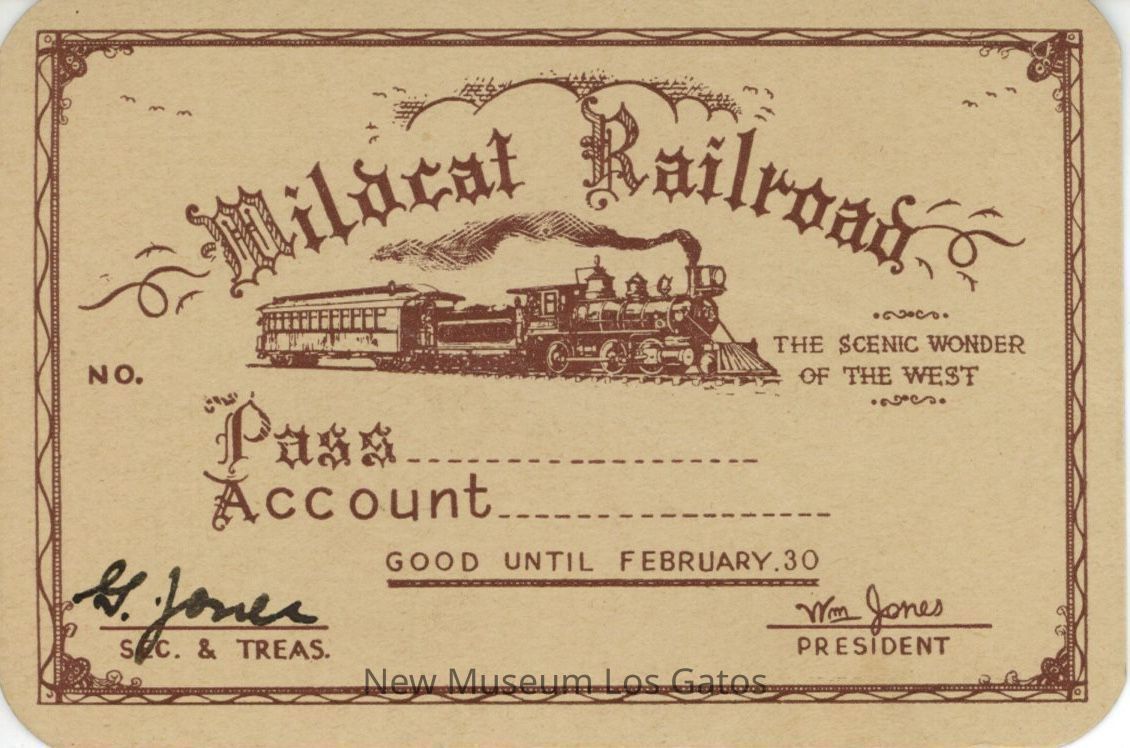 Wildcat Railroad
THE SCENIC WONDER
OF THE WEST
NO.
Pass
Account
GOOD UNTIL FEBRUARY.30
G. Jones
SEC. & TREAS.
Wm Jones
PRESIDENT
New Museum Los Gatos